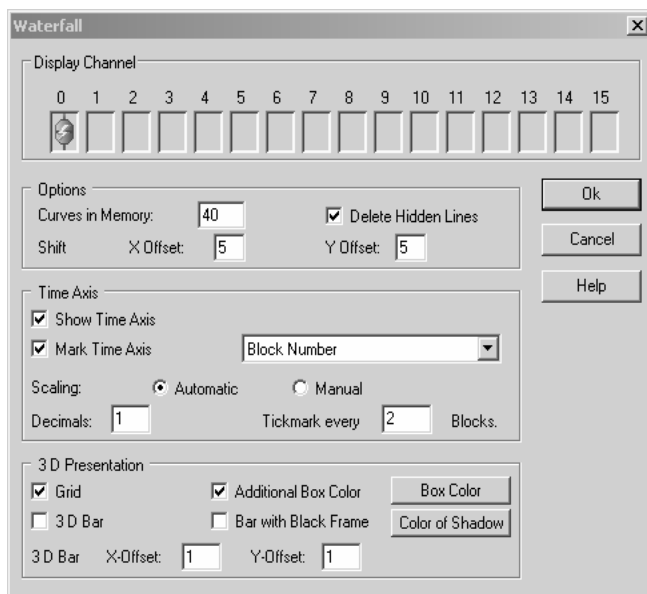 Waterfall
Display Channel
0 1 2 3 4 5 6 7 8 9 10 11 12 13 14 15
Options
Curves in Memory: 40 Delete Hidden Lines
Shift X Offset: 5 Y Offset: 5
Ok
Cancel
Help
Time Axis
Show Time Axis
Mark Time Axis Block Number
Scaling: Automatic Manual
Decimals: 1 Tickmark every 2 Blocks.
3 D Presentation
Grid Additional Box Color Box Color
3 D Bar Bar with Black Frame Color of Shadow
3 D Bar X-Offset: 1 Y-Offset: 1